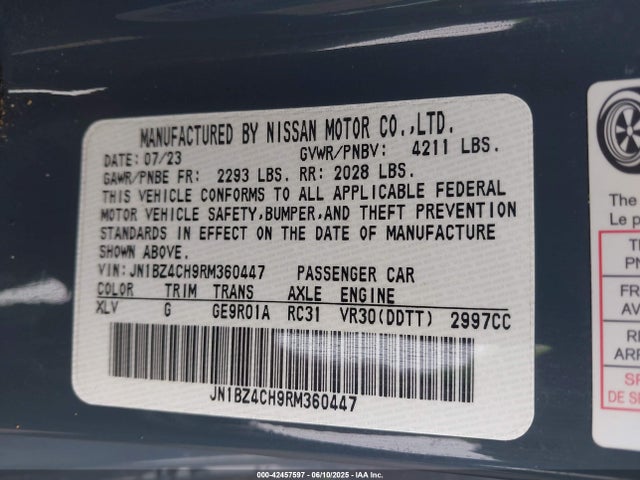 MANUFACTURED BY NISSAN MOTOR CO.,LTD.
DATE: 07/23 GVWR/PNBV: 4211 LBS.
GAWR/PNBE FR: 2293 LBS. RR: 2028 LBS.
THIS VEHICLE CONFORMS TO ALL APPLICABLE FEDERAL
MOTOR VEHICLE SAFETY,BUMPER,AND THEFT PREVENTION
STANDARDS IN EFFECT ON THE DATE OF MANUFACTURE
SHOWN ABOVE.
VIN: JN1BZ4CH9RM360447 PASSENGER CAR
COLOR TRIM TRANS AXLE ENGINE
XLV G GE9R01A RC31 VR30(DDTT) 2997CC
JN1BZ4CH9RM360447
The
Le p
T
PN
FR
AV
R
ARR
SP
DE S
000-42457597 - 06/10/2025 - IAA Inc.